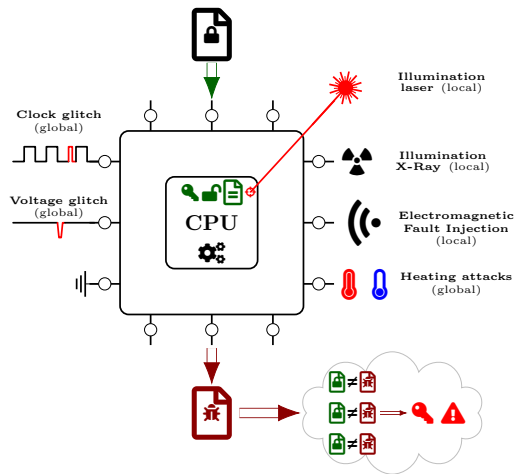 Illumination
laser (local)
Clock glitch
(global)
Illumination
X-Ray (local)
Voltage glitch
(global)
CPU
Electromagnetic
Fault Injection
(local)
Heating attacks
(global)
≠
≠
≠